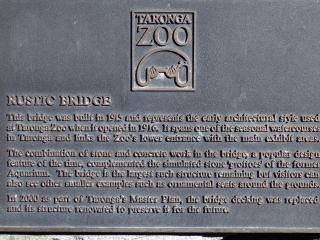 TARONGA
ZOO
RUSTIC BRIDGE
This bridge was built in 1915 and represents the early architectural style used
at Taronga Zoo when it opened in 1916. It spans one of the seasonal watercourses
in Taronga and links the Zoo's lower entrance with the main exhibit areas.
The combination of stone and concrete work in the bridge, a popular design
feature of the time, complemented the simulated stone 'grottoes' of the former
Aquarium. The bridge is the largest such structure remaining but visitors can
also see other smaller examples such as ornamental seats around the grounds.
In 2000 as part of Taronga's Master Plan, the bridge decking was replaced
and its structure renovated to preserve it for the future.